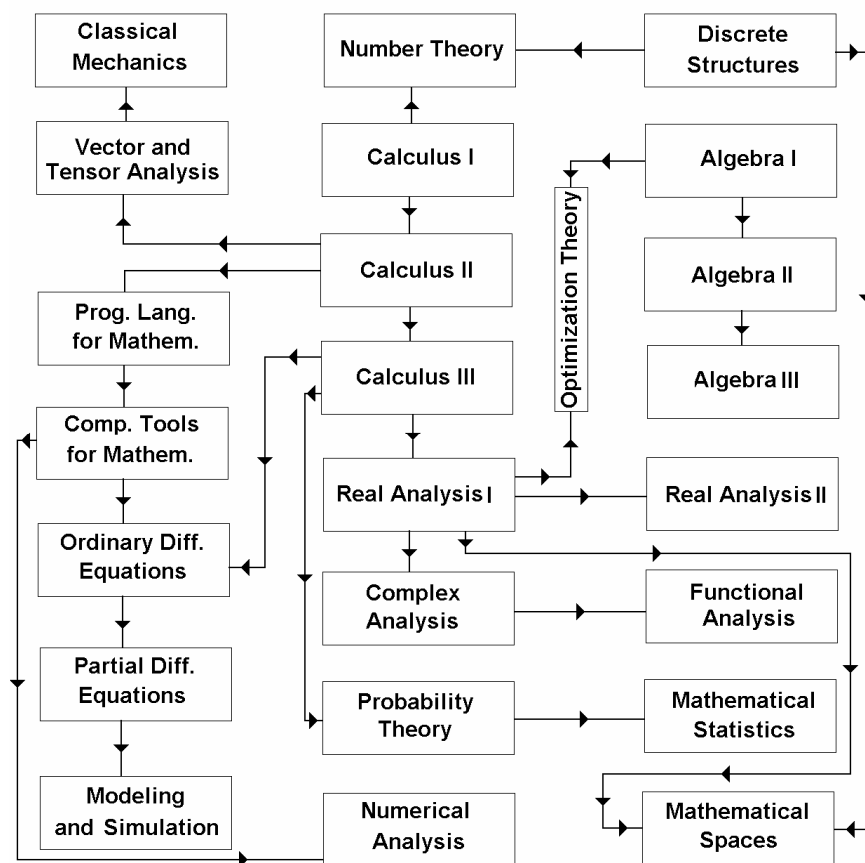 Classical
Mechanics
Number Theory
Discrete
Structures
Vector and
Tensor Analysis
Calculus I
Algebra I
Optimization Theory
Calculus II
Algebra II
Prog. Lang.
for Mathem.
Calculus III
Algebra III
Comp. Tools
for Mathem.
Real Analysis I
Real Analysis II
Ordinary Diff.
Equations
Complex
Analysis
Functional
Analysis
Partial Diff.
Equations
Probability
Theory
Mathematical
Statistics
Modeling
and Simulation
Numerical
Analysis
Mathematical
Spaces